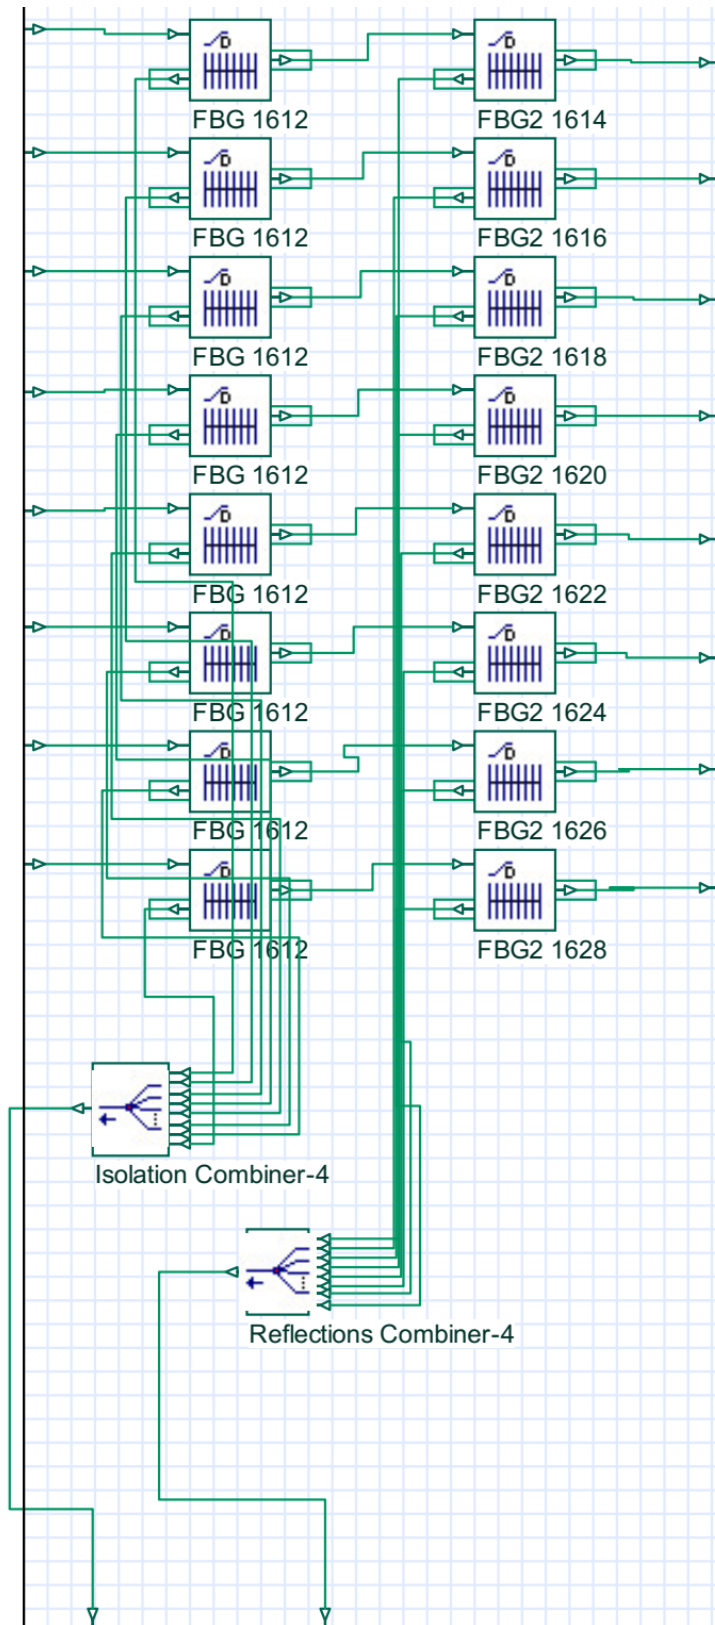 D D
FBG 1612 FBG2 1614
D D
FBG 1612 FBG2 1616
D D
FBG 1612 FBG2 1618
D D
FBG 1612 FBG2 1620
D D
FBG 1612 FBG2 1622
D D
FBG 1612 FBG2 1624
D D
FBG 1612 FBG2 1626
D D
FBG 1612 FBG2 1628
Isolation Combiner-4
Reflections Combiner-4